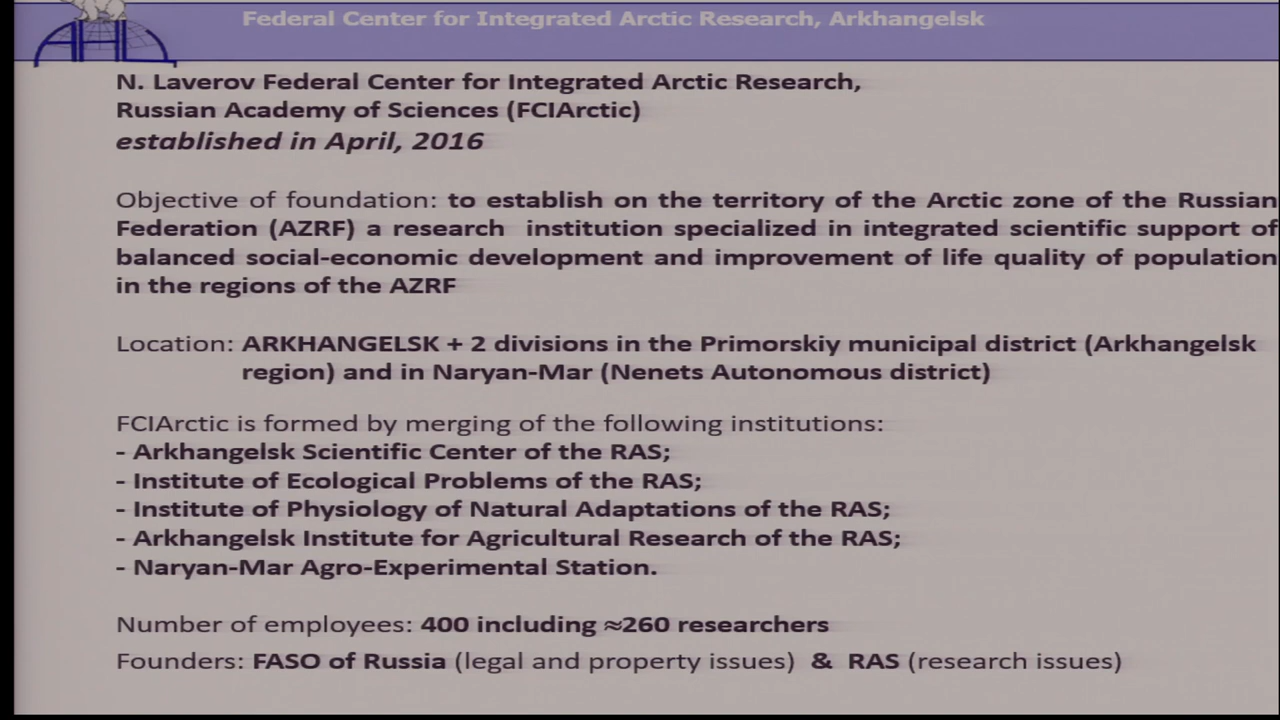 Federal Center for Integrated Arctic Research, Arkhangelsk
АНЦ
N. Laverov Federal Center for Integrated Arctic Research,
Russian Academy of Sciences (FCIArctic)
established in April, 2016
Objective of foundation: to establish on the territory of the Arctic zone of the Russian
Federation (AZRF) a research institution specialized in integrated scientific support of
balanced social-economic development and improvement of life quality of population
in the regions of the AZRF
Location: ARKHANGELSK + 2 divisions in the Primorskiy municipal district (Arkhangelsk
region) and in Naryan-Mar (Nenets Autonomous district)
FCIArctic is formed by merging of the following institutions:
- Arkhangelsk Scientific Center of the RAS;
- Institute of Ecological Problems of the RAS;
- Institute of Physiology of Natural Adaptations of the RAS;
- Arkhangelsk Institute for Agricultural Research of the RAS;
- Naryan-Mar Agro-Experimental Station.
Number of employees: 400 including ≈260 researchers
Founders: FASO of Russia (legal and property issues) & RAS (research issues)